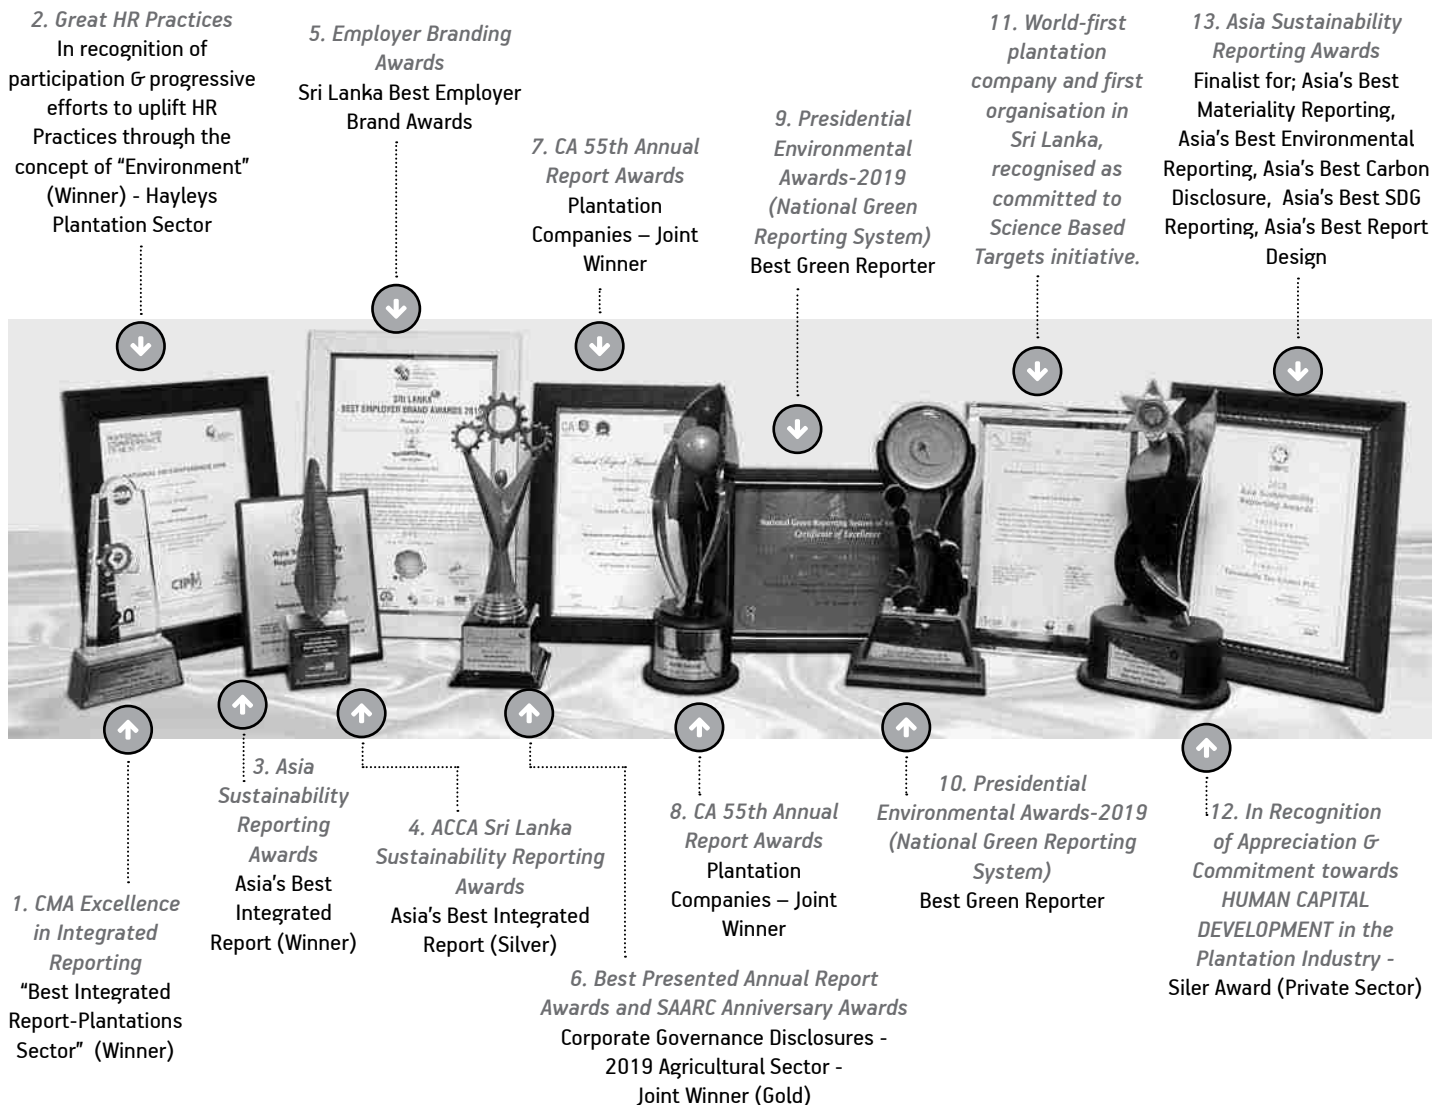 2. Great HR Practices
In recognition of
participation & progressive
efforts to uplift HR
Practices through the
concept of “Environment”
(Winner) - Hayleys
Plantation Sector
5. Employer Branding
Awards
Sri Lanka Best Employer
Brand Awards
7. CA 55th Annual
Report Awards
Plantation
Companies – Joint
Winner
9. Presidential
Environmental
Awards-2019
(National Green
Reporting System)
Best Green Reporter
11. World-first
plantation
company and first
organisation in
Sri Lanka,
recognised as
committed to
Science Based
Targets initiative.
13. Asia Sustainability
Reporting Awards
Finalist for; Asia’s Best
Materiality Reporting,
Asia’s Best Environmental
Reporting, Asia’s Best Carbon
Disclosure, Asia’s Best SDG
Reporting, Asia’s Best Report
Design
SRI LANKA
BEST EMPLOYER BRAND AWARDS 201
CIPM
20
CA
National Green Reporting System of
Certificate of Excellence
Asia Sustainability
Reporting Awards
Talawakelle Tea Estates PLC
1. CMA Excellence
in Integrated
Reporting
“Best Integrated
Report-Plantations
Sector” (Winner)
3. Asia
Sustainability
Reporting
Awards
Asia’s Best
Integrated
Report (Winner)
4. ACCA Sri Lanka
Sustainability Reporting
Awards
Asia’s Best Integrated
Report (Silver)
6. Best Presented Annual Report
Awards and SAARC Anniversary Awards
Corporate Governance Disclosures -
2019 Agricultural Sector -
Joint Winner (Gold)
8. CA 55th Annual
Report Awards
Plantation
Companies – Joint
Winner
10. Presidential
Environmental Awards-2019
(National Green Reporting
System)
Best Green Reporter
12. In Recognition
of Appreciation &
Commitment towards
HUMAN CAPITAL
DEVELOPMENT in the
Plantation Industry -
Siler Award (Private Sector)